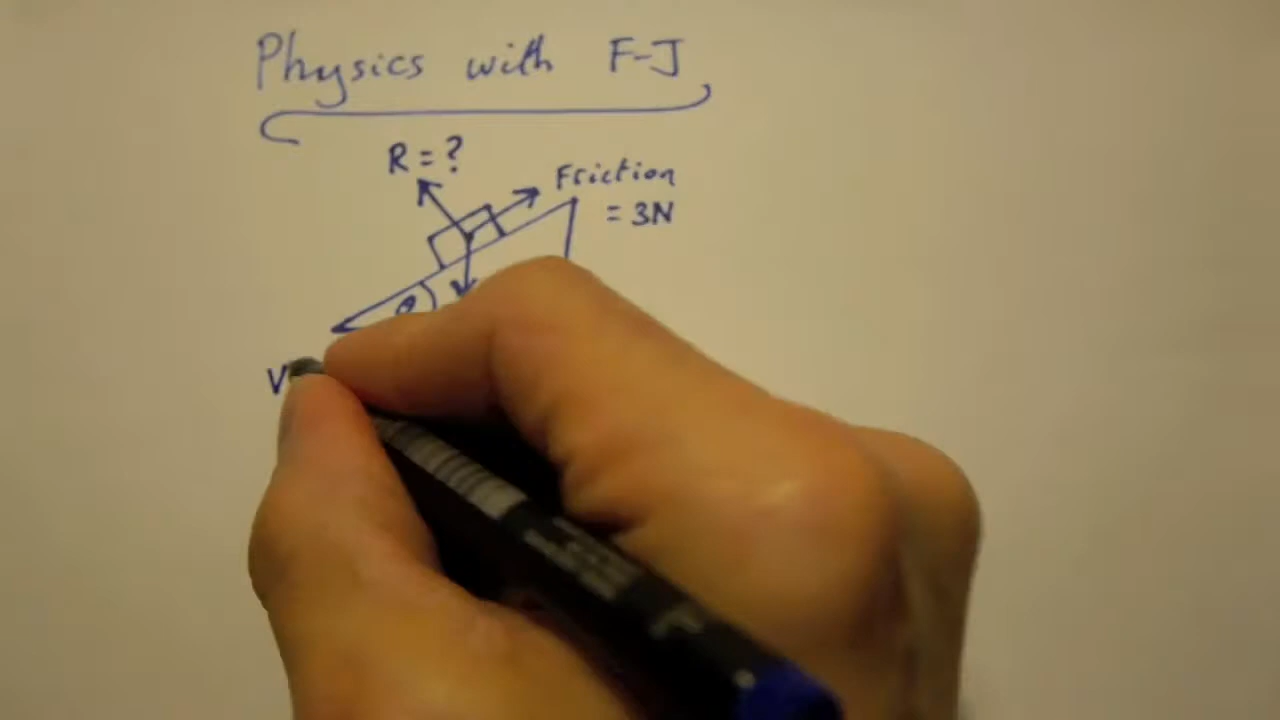 Physics with F-J
R = ?
Friction
= 3N
θ
V